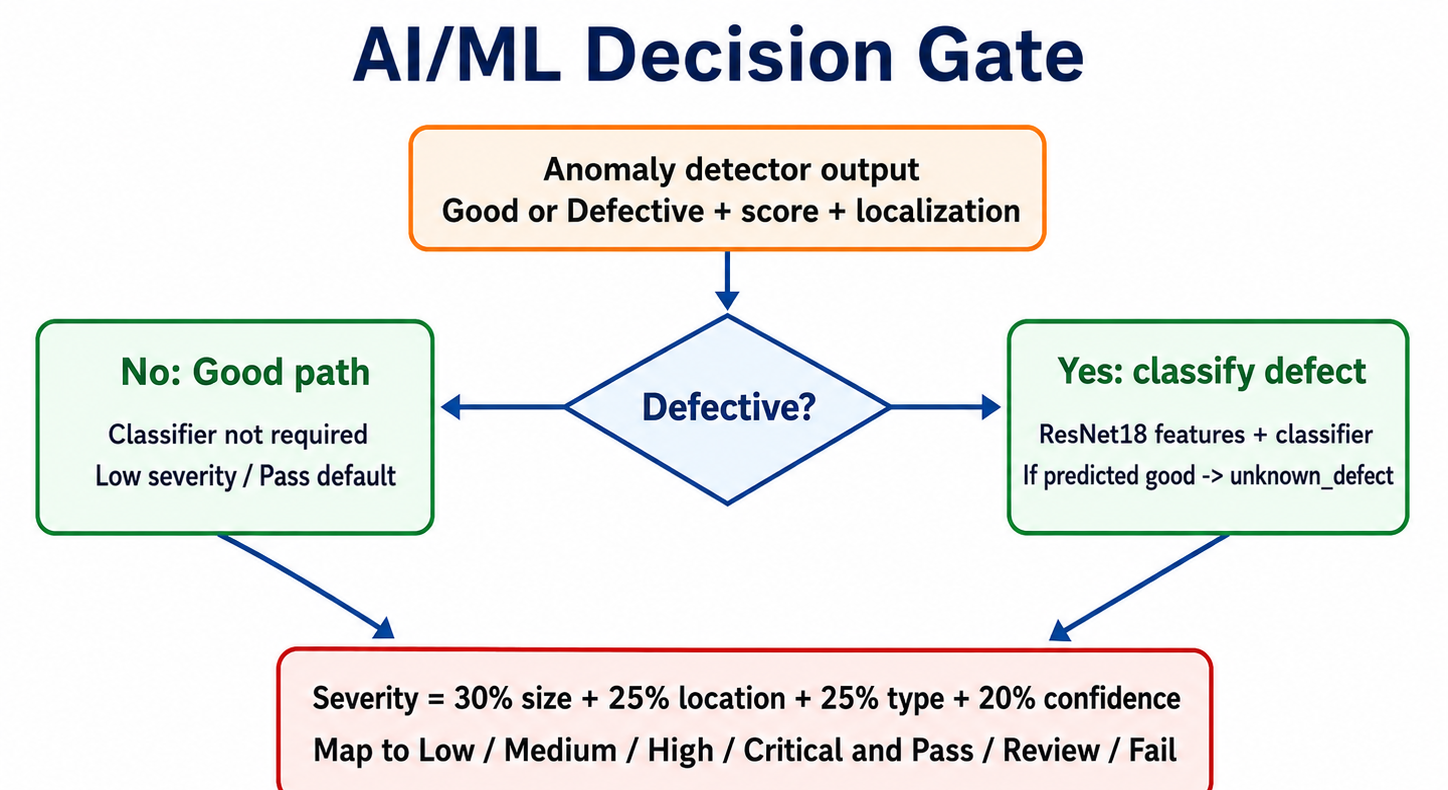 AI/ML Decision Gate
Anomaly detector output
Good or Defective + score + localization
Defective?
No: Good path
Classifier not required
Low severity / Pass default
Yes: classify defect
ResNet18 features + classifier
If predicted good -> unknown_defect
Severity = 30% size + 25% location + 25% type + 20% confidence
Map to Low / Medium / High / Critical and Pass / Review / Fail